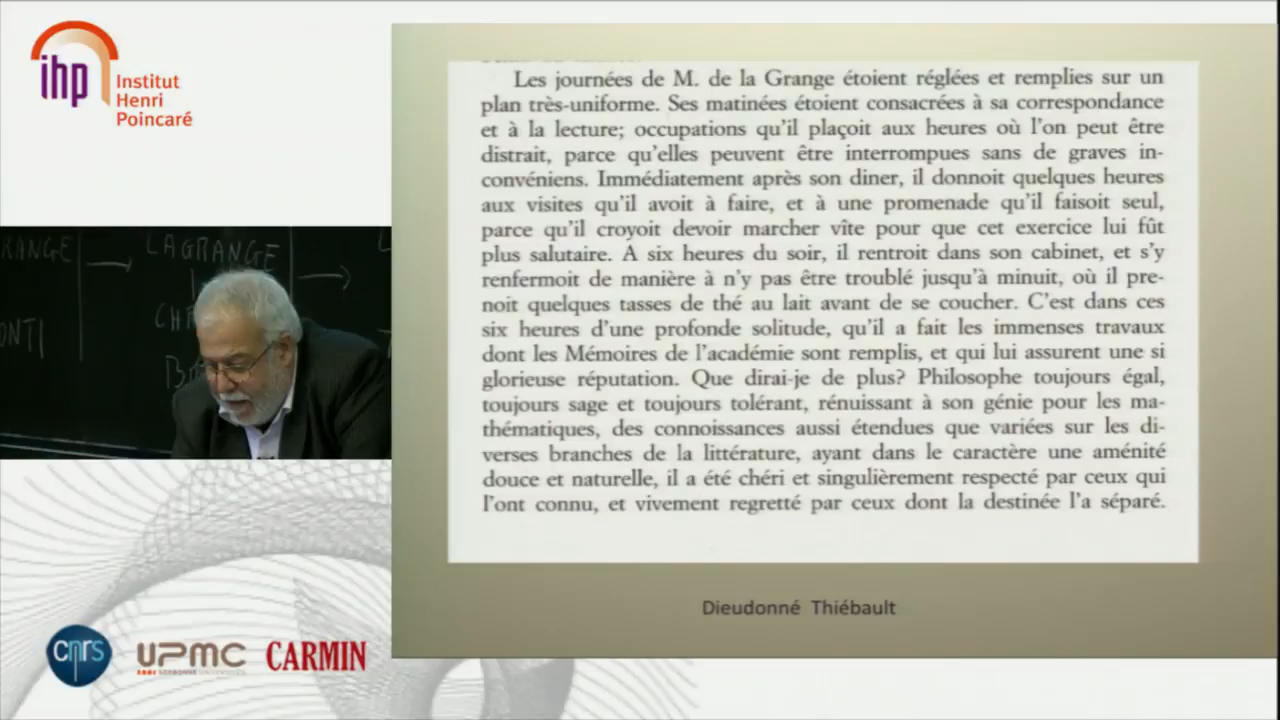 ihp
Institut
Henri
Poincaré
RANGE
LAGRANGE
L
ONTI
CH
B
Les journées de M. de la Grange étoient réglées et remplies sur un
plan très-uniforme. Ses matinées étoient consacrées à sa correspondance
et à la lecture; occupations qu'il plaçoit aux heures où l'on peut être
distrait, parce qu'elles peuvent être interrompues sans de graves in-
convéniens. Immédiatement après son diner, il donnoit quelques heures
aux visites qu'il avoit à faire, et à une promenade qu'il faisoit seul,
parce qu'il croyoit devoir marcher vîte pour que cet exercice lui fût
plus salutaire. A six heures du soir, il rentroit dans son cabinet, et s'y
renfermoit de manière à n'y pas être troublé jusqu'à minuit, où il pre-
noit quelques tasses de thé au lait avant de se coucher. C'est dans ces
six heures d'une profonde solitude, qu'il a fait les immenses travaux
dont les Mémoires de l'académie sont remplis, et qui lui assurent une si
glorieuse réputation. Que dirai-je de plus? Philosophe toujours égal,
toujours sage et toujours tolérant, rénuissant à son génie pour les ma-
thématiques, des connoissances aussi étendues que variées sur les di-
verses branches de la littérature, ayant dans le caractère une aménité
douce et naturelle, il a été chéri et singulièrement respecté par ceux qui
l'ont connu, et vivement regretté par ceux dont la destinée l'a séparé.
Dieudonné Thiébault
cnrs
UPMC
CARMIN